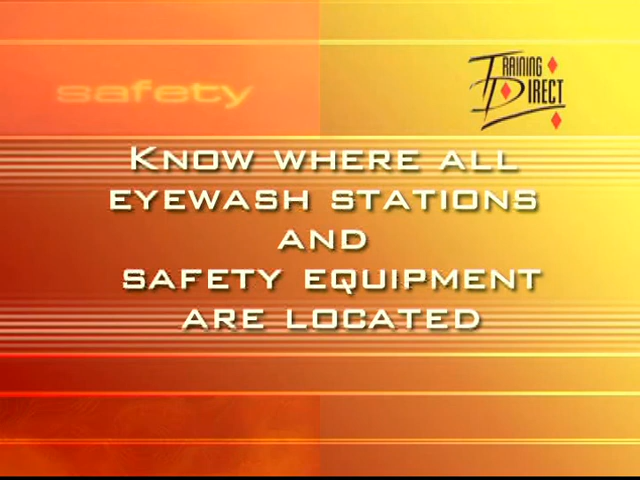 safety
TRAINING
DIRECT
KNOW WHERE ALL
EYEWASH STATIONS
AND
SAFETY EQUIPMENT
ARE LOCATED